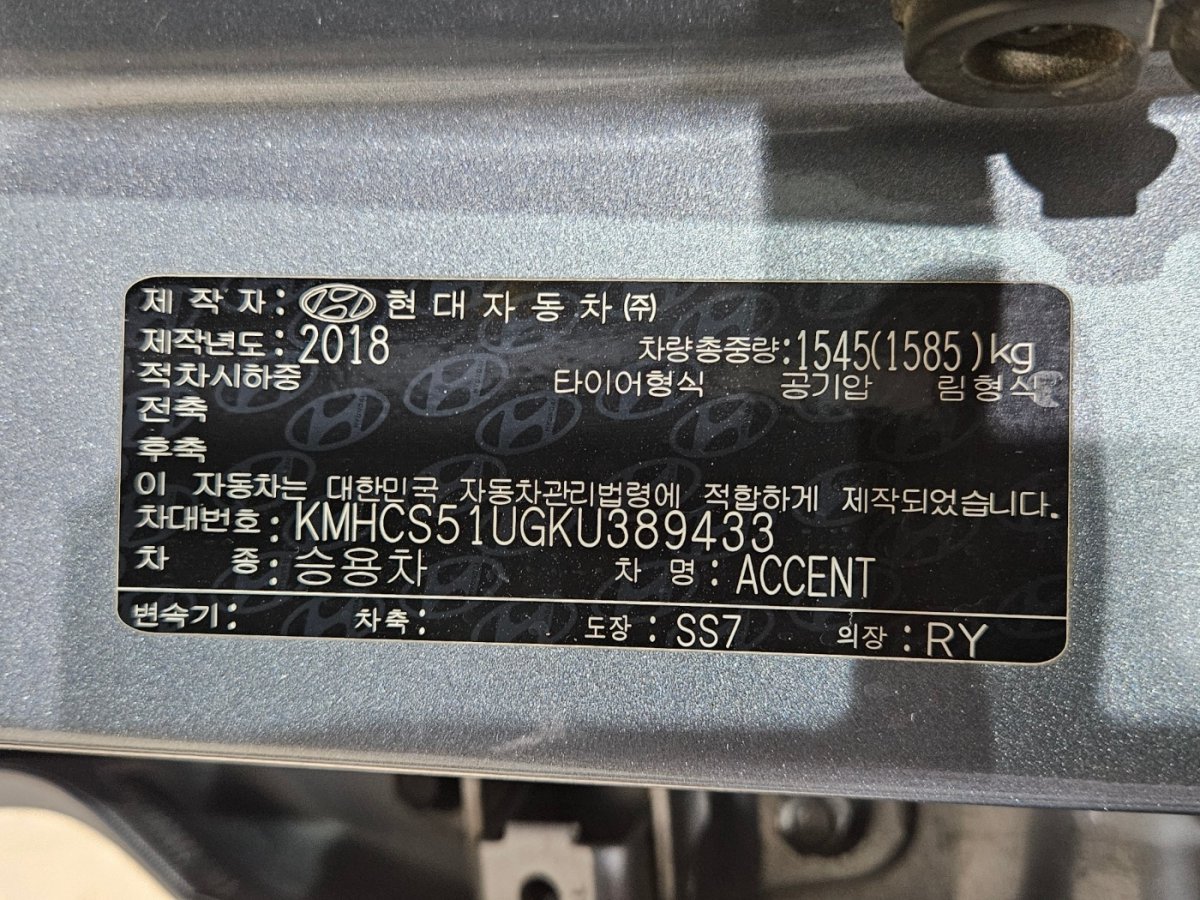 제 작 자 : 현 대 자 동 차 ㈜
제작년도 : 2018 차량총중량 : 1545(1585)kg
적차시하중 타이어형식 공기압 림형식
전축
후축
이 자동차는 대한민국 자동차관리법령에 적합하게 제작되었습니다.
차대번호 : KMHCS51UGKU389433
차 종 : 승용차 차 명 : ACCENT
변속기 : 차축 : 도장 : SS7 의장 : RY